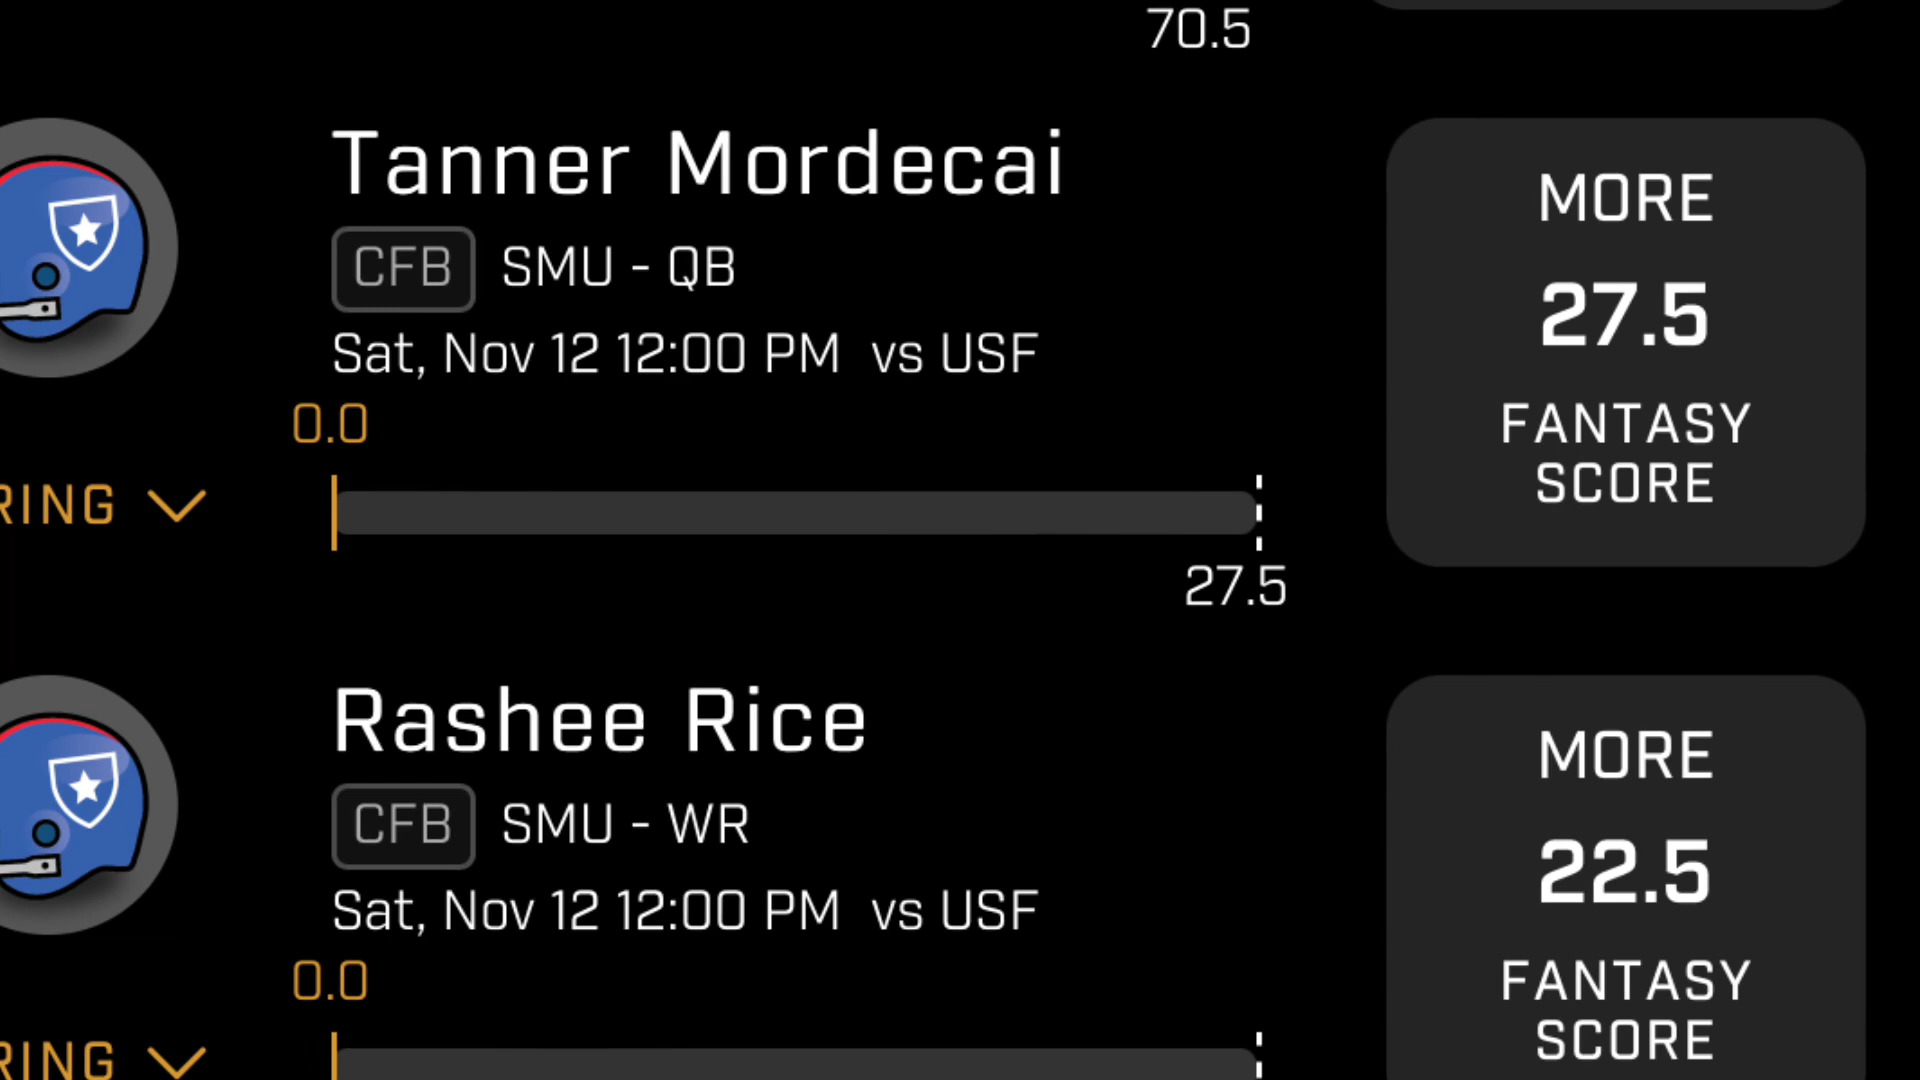 70.5
Tanner Mordecai
CFB SMU - QB
Sat, Nov 12 12:00 PM vs USF
0.0
RING
27.5
MORE
27.5
FANTASY
SCORE
Rashee Rice
CFB SMU - WR
Sat, Nov 12 12:00 PM vs USF
0.0
RING
MORE
22.5
FANTASY
SCORE